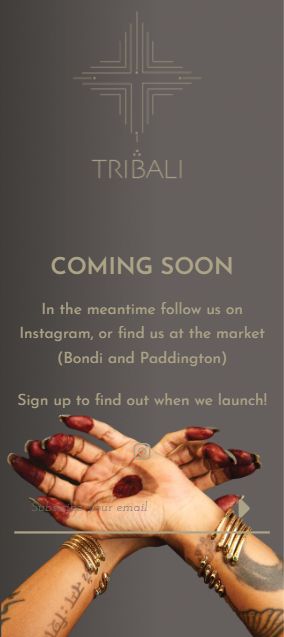 TRIBALI
COMING SOON
In the meantime follow us on
Instagram, or find us at the market
(Bondi and Paddington)
Sign up to find out when we launch!
Subscribe your email